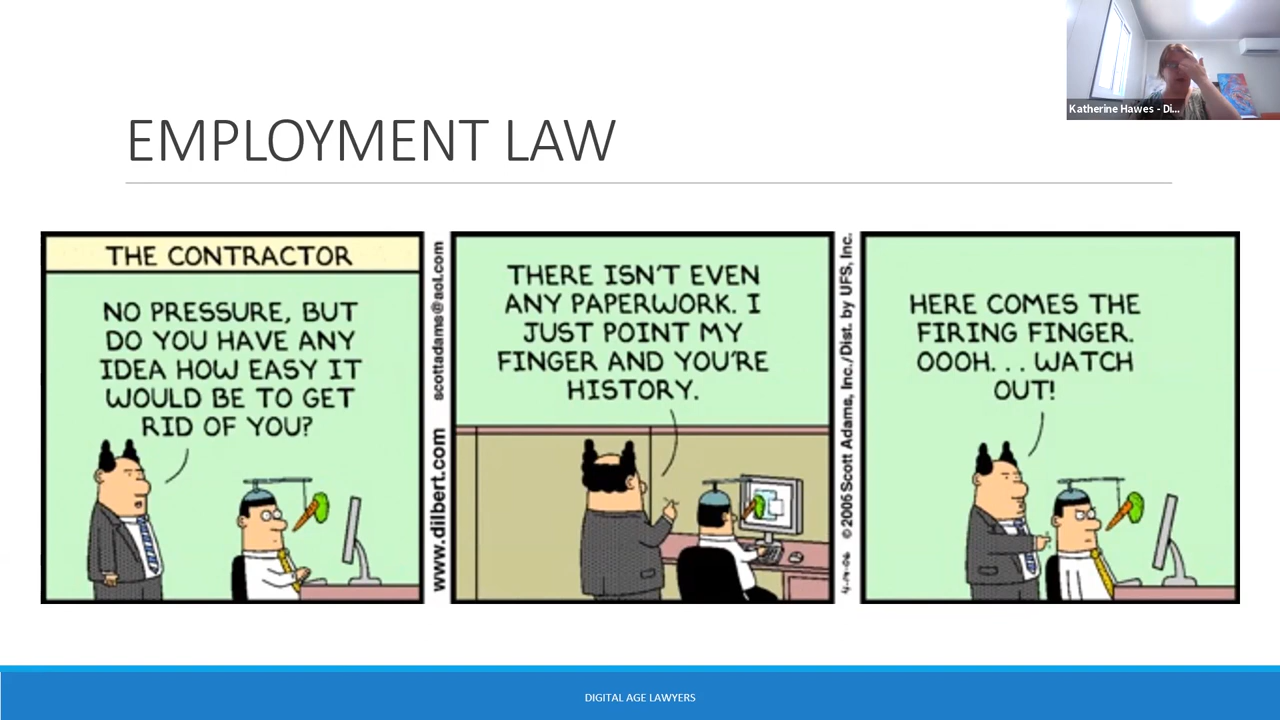 Katherine Hawes - Di...
EMPLOYMENT LAW
THE CONTRACTOR
NO PRESSURE, BUT
DO YOU HAVE ANY
IDEA HOW EASY IT
WOULD BE TO GET
RID OF YOU?
www.dilbert.com scottadams@aol.com
THERE ISN'T EVEN
ANY PAPERWORK. I
JUST POINT MY
FINGER AND YOU'RE
HISTORY.
©2006 Scott Adams, Inc./Dist. by UFS, Inc.
HERE COMES THE
FIRING FINGER.
OOOH... WATCH
OUT!
DIGITAL AGE LAWYERS